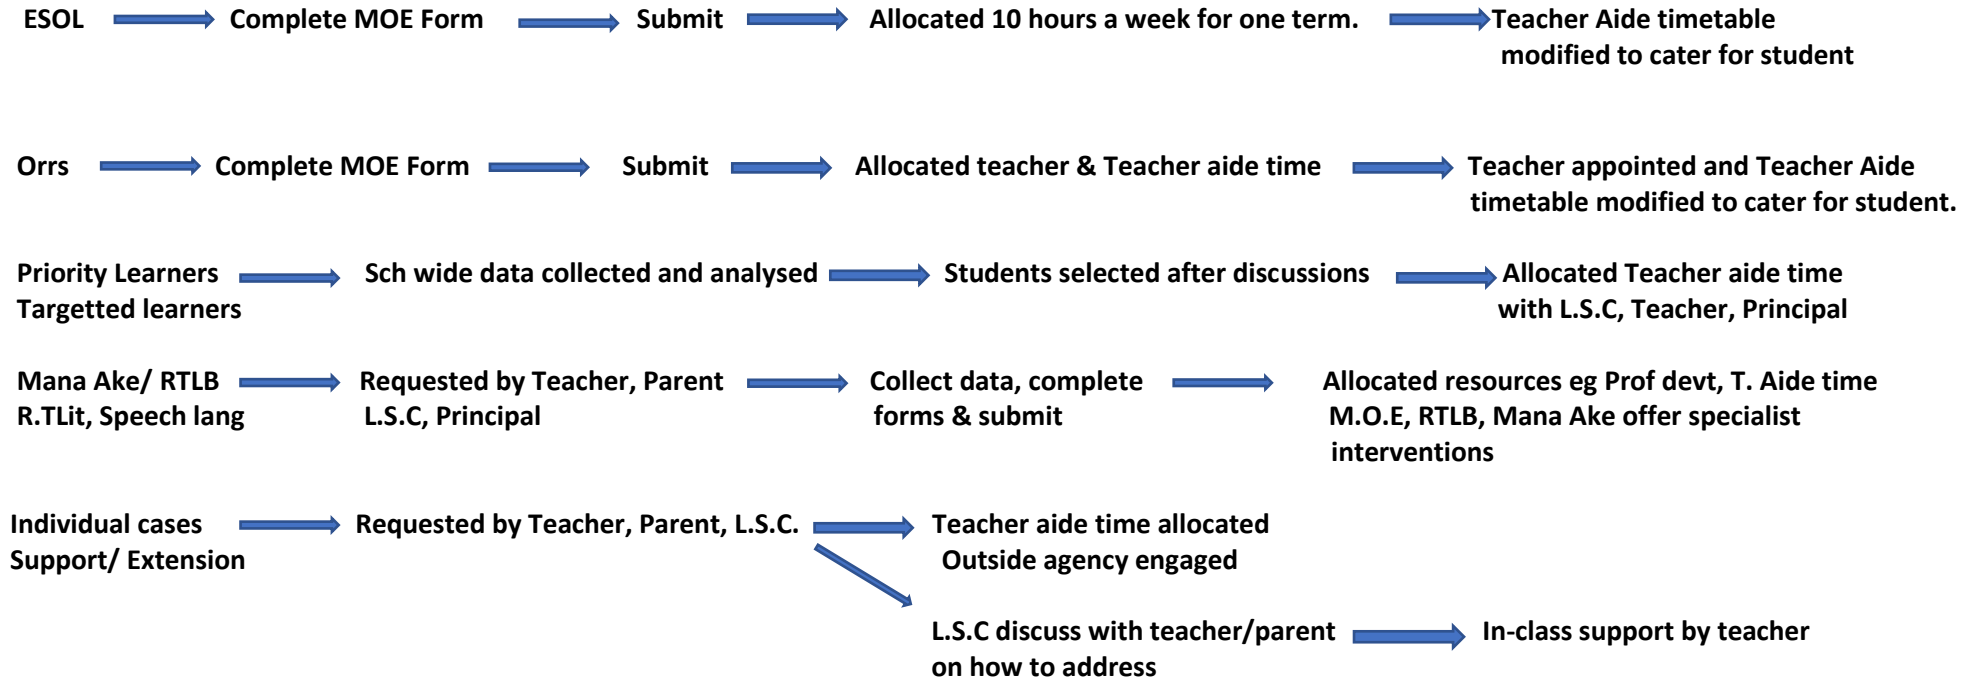 ESOL Complete MOE Form Submit Allocated 10 hours a week for one term. Teacher Aide timetable
modified to cater for student
Orrs Complete MOE Form Submit Allocated teacher & Teacher aide time Teacher appointed and Teacher Aide
timetable modified to cater for student.
Priority Learners Sch wide data collected and analysed Students selected after discussions Allocated Teacher aide time
Targetted learners with L.S.C, Teacher, Principal
Mana Ake/ RTLB Requested by Teacher, Parent Collect data, complete Allocated resources eg Prof devt, T. Aide time
R.TLit, Speech lang L.S.C, Principal forms & submit M.O.E, RTLB, Mana Ake offer specialist
interventions
Individual cases Requested by Teacher, Parent, L.S.C. Teacher aide time allocated
Support/ Extension Outside agency engaged
L.S.C discuss with teacher/parent In-class support by teacher
on how to address